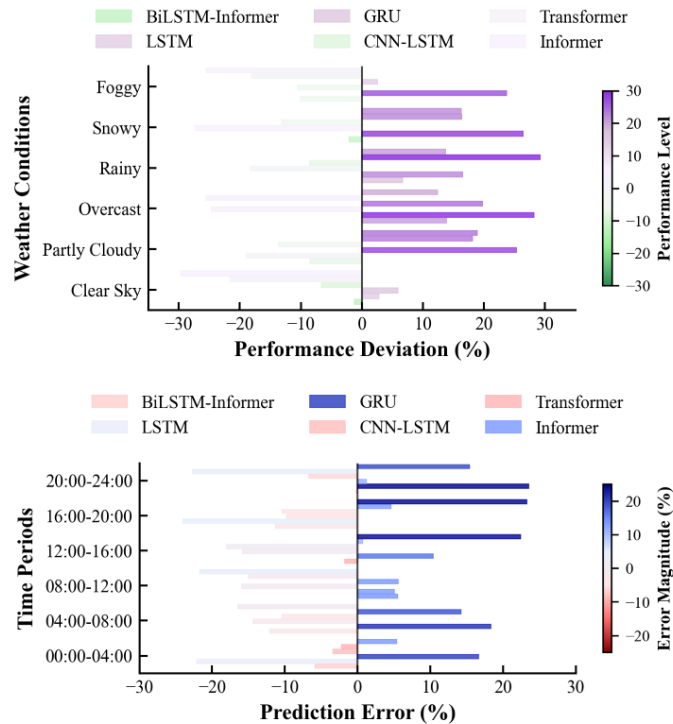 BiLSTM-Informer GRU Transformer
LSTM CNN-LSTM Informer
Weather Conditions
Foggy
Snowy
Rainy
Overcast
Partly Cloudy
Clear Sky
−30 −20 −10 0 10 20 30
Performance Deviation (%)
30
20
10
0
−10
−20
−30
Performance Level
BiLSTM-Informer GRU Transformer
LSTM CNN-LSTM Informer
Time Periods
20:00-24:00
16:00-20:00
12:00-16:00
08:00-12:00
04:00-08:00
00:00-04:00
−30 −20 −10 0 10 20 30
Prediction Error (%)
20
10
0
−10
−20
Error Magnitude (%)